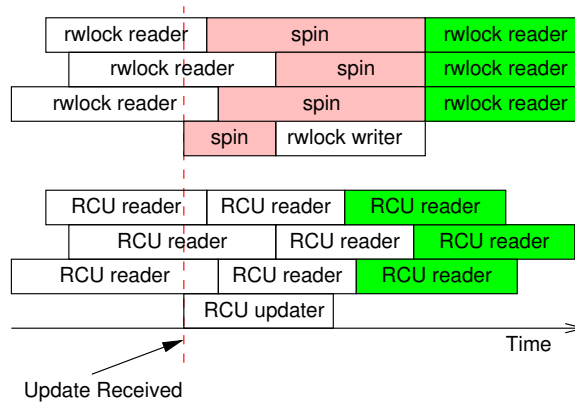 rwlock reader spin rwlock reader
rwlock reader spin rwlock reader
rwlock reader spin rwlock reader
spin rwlock writer
RCU reader RCU reader RCU reader
RCU reader RCU reader RCU reader
RCU reader RCU reader RCU reader
RCU updater
Time
Update Received